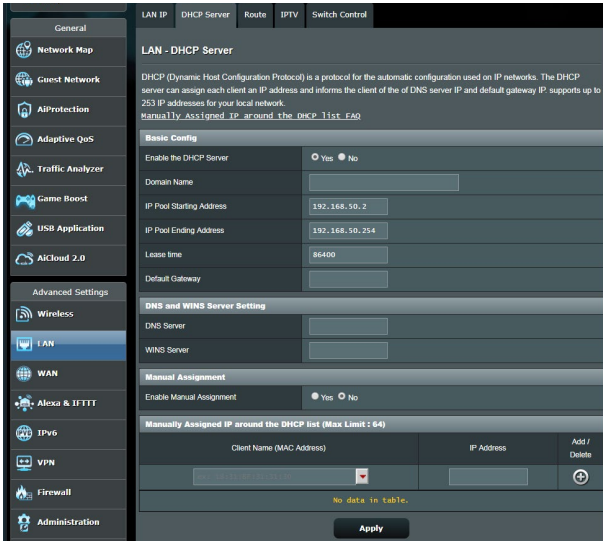 LAN IP DHCP Server Route IPTV Switch Control
General
Network Map
Guest Network
AiProtection
Adaptive QoS
Traffic Analyzer
Game Boost
USB Application
AiCloud 2.0
Advanced Settings
Wireless
LAN
WAN
Alexa & IFTTT
IPv6
VPN
Firewall
Administration
LAN - DHCP Server
DHCP (Dynamic Host Configuration Protocol) is a protocol for the automatic configuration used on IP networks. The DHCP
server can assign each client an IP address and informs the client of the of DNS server IP and default gateway IP. supports up to
253 IP addresses for your local network.
Manually Assigned IP around the DHCP list FAQ
Basic Config
Enable the DHCP Server Yes No
Domain Name
IP Pool Starting Address 192.168.50.2
IP Pool Ending Address 192.168.50.254
Lease time 86400
Default Gateway
DNS and WINS Server Setting
DNS Server
WINS Server
Manual Assignment
Enable Manual Assignment Yes No
Manually Assigned IP around the DHCP list (Max Limit : 64)
Client Name (MAC Address) IP Address Add /
Delete
No data in table.
Apply